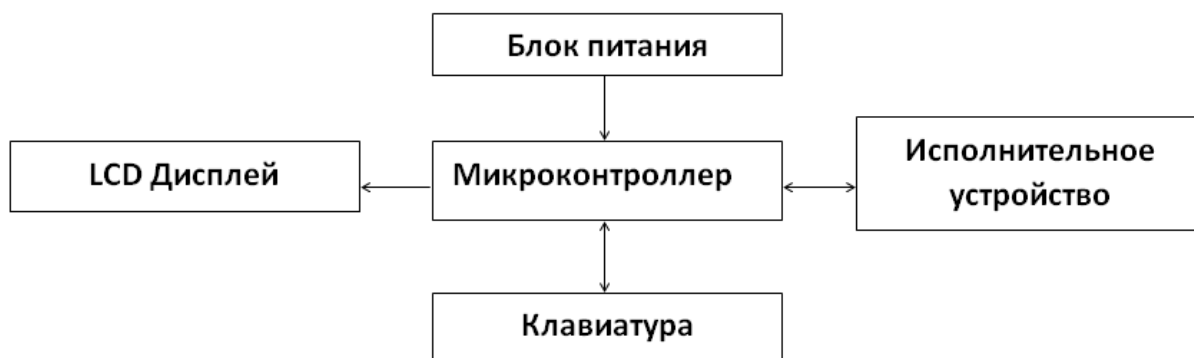 Блок питания
LCD Дисплей
Микроконтроллер
Исполнительное
устройство
Клавиатура